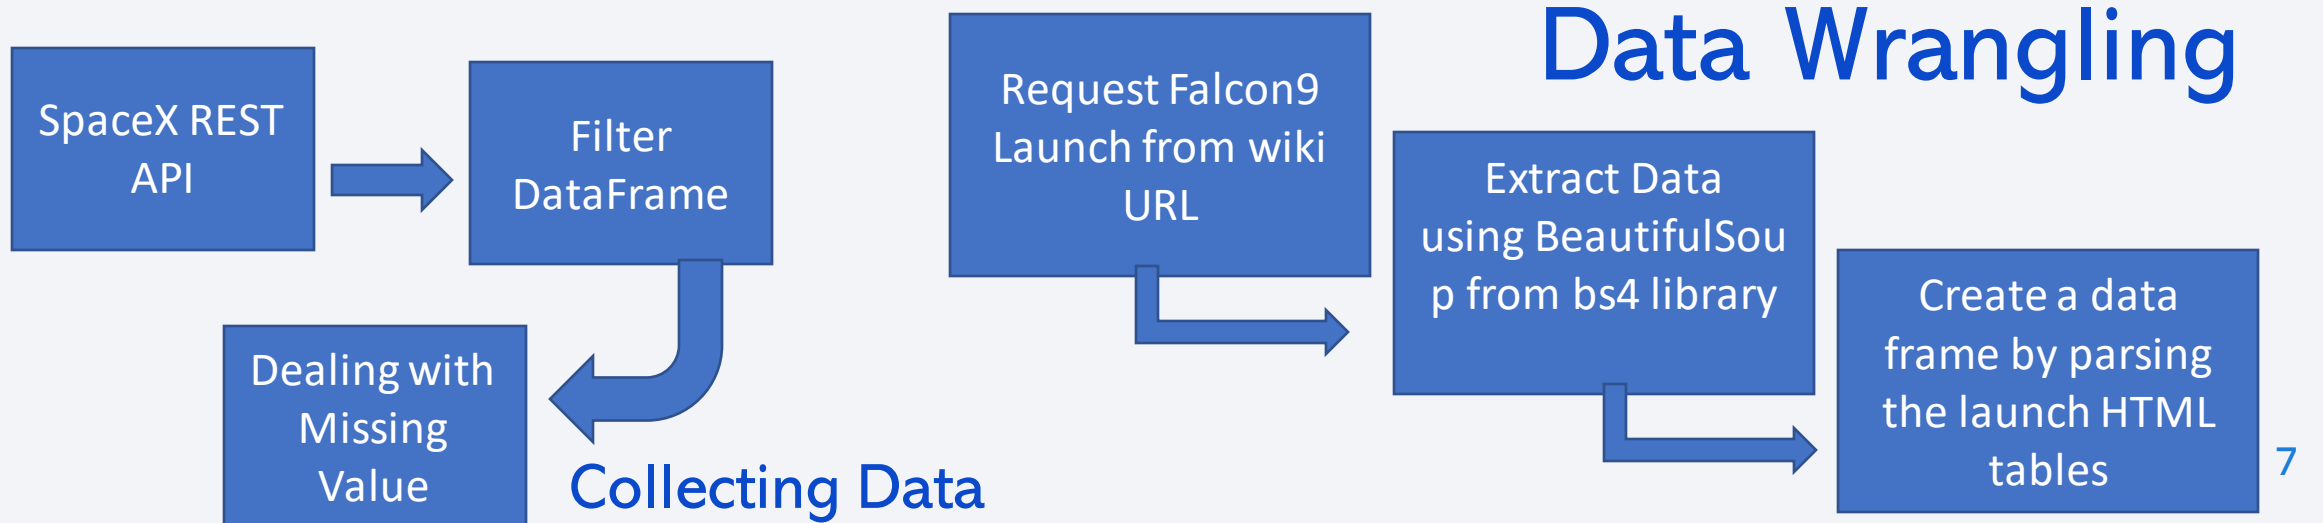 Data Wrangling
SpaceX REST
API
Filter
DataFrame
Dealing with
Missing
Value
Collecting Data
Request Falcon9
Launch from wiki
URL
Extract Data
using BeautifulSou
p from bs4 library
Create a data
frame by parsing
the launch HTML
tables
7